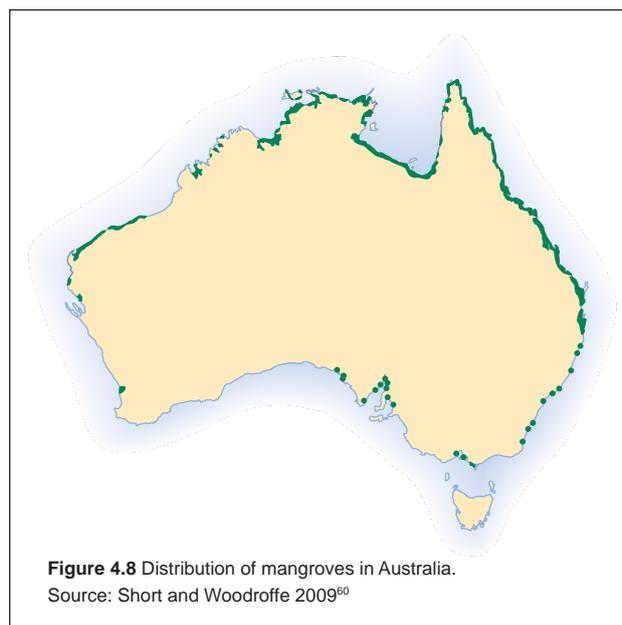 Figure 4.8 Distribution of mangroves in Australia.
Source: Short and Woodroffe 2009⁶⁰